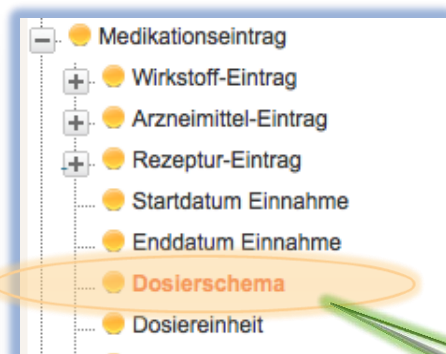 Medikationseintrag
Wirkstoff-Eintrag
Arzneimittel-Eintrag
Rezeptur-Eintrag
Startdatum Einnahme
Enddatum Einnahme
Dosierschema
Dosiereinheit